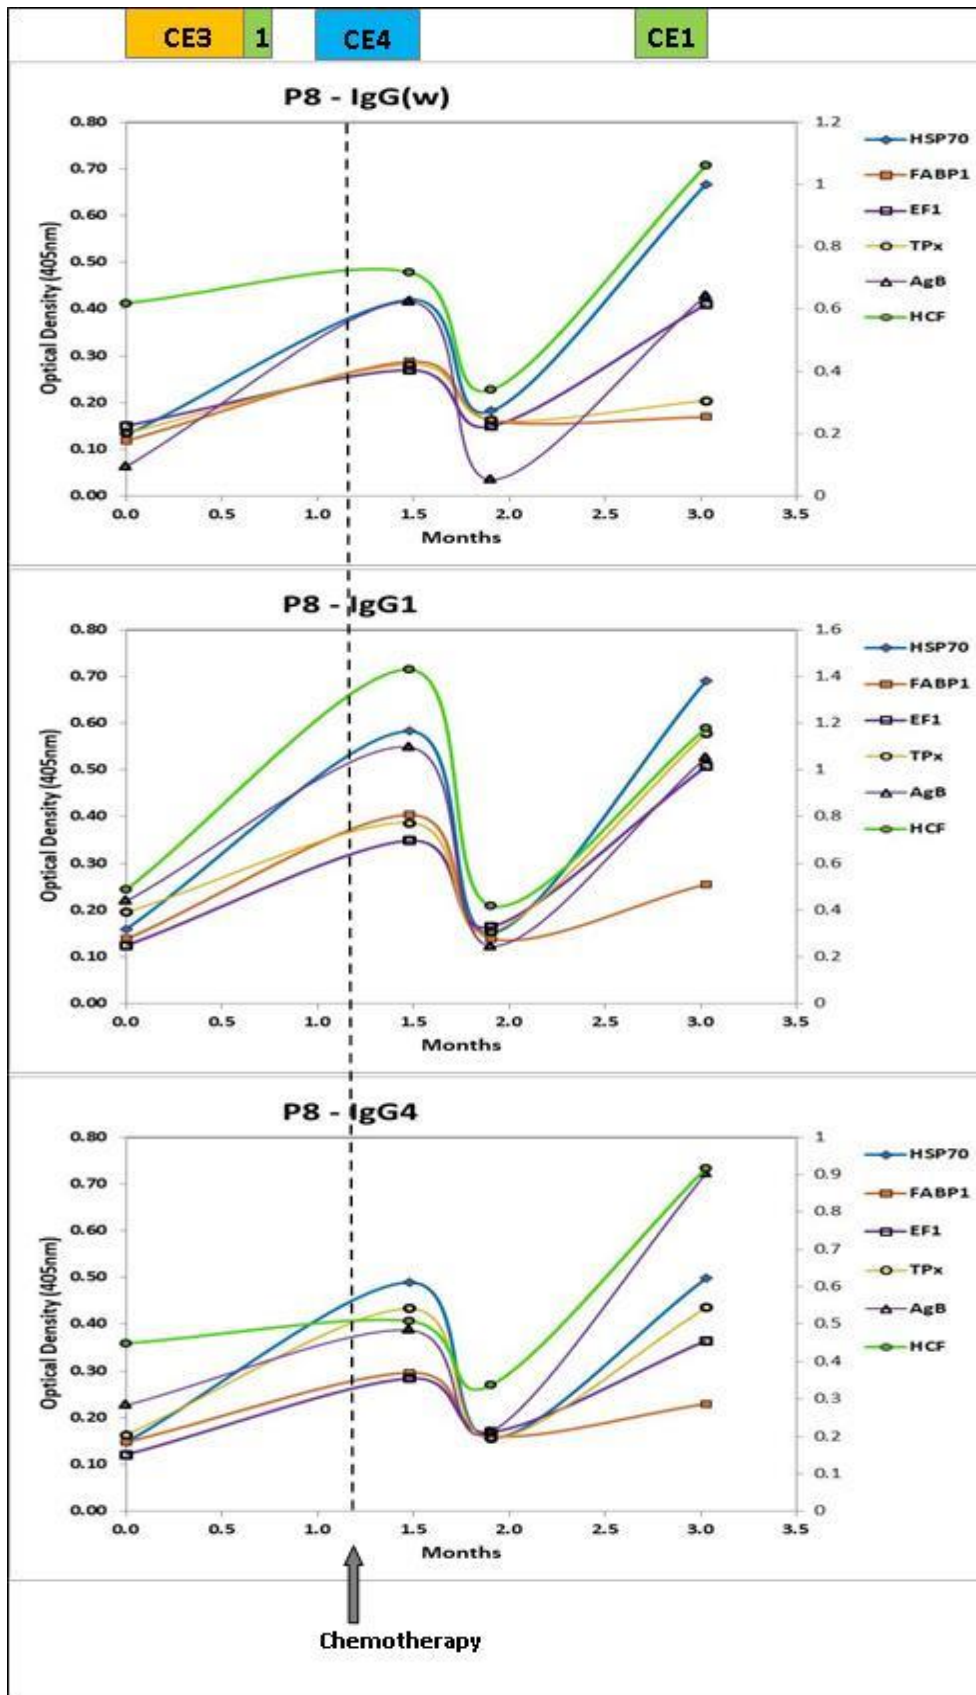 CE3 1 CE4 CE1
P8 - IgG(w)
0.80 1.2
0.70 1
0.60 0.8
0.50 0.6
0.40 0.4
0.30 0.2
0.20 0
0.10
0.00
Optical Density (405nm)
0.0 0.5 1.0 1.5 2.0 2.5 3.0 3.5
Months
HSP70
FABP1
EF1
TPx
AgB
HCF
P8 - IgG1
0.80 1.6
0.70 1.4
0.60 1.2
0.50 1
0.40 0.8
0.30 0.6
0.20 0.4
0.10 0.2
0.00 0
Optical Density (405nm)
0.0 0.5 1.0 1.5 2.0 2.5 3.0 3.5
Months
HSP70
FABP1
EF1
TPx
AgB
HCF
P8 - IgG4
0.80 1
0.70 0.9
0.60 0.8
0.50 0.7
0.40 0.6
0.30 0.5
0.20 0.4
0.10 0.3
0.00 0.2
0.1
0
Optical Density (405nm)
0.0 0.5 1.0 1.5 2.0 2.5 3.0 3.5
Months
HSP70
FABP1
EF1
TPx
AgB
HCF
Chemotherapy